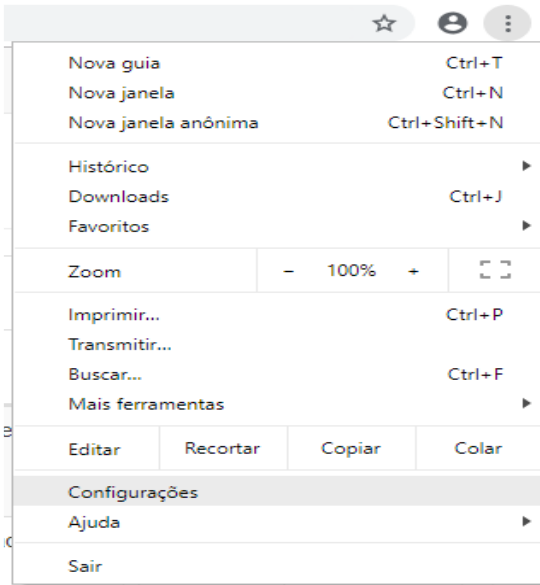 Nova guia Ctrl+T
Nova janela Ctrl+N
Nova janela anônima Ctrl+Shift+N
Histórico
Downloads Ctrl+J
Favoritos
Zoom - 100% +
Imprimir... Ctrl+P
Transmitir...
Buscar... Ctrl+F
Mais ferramentas
Editar Recortar Copiar Colar
Configurações
Ajuda
Sair